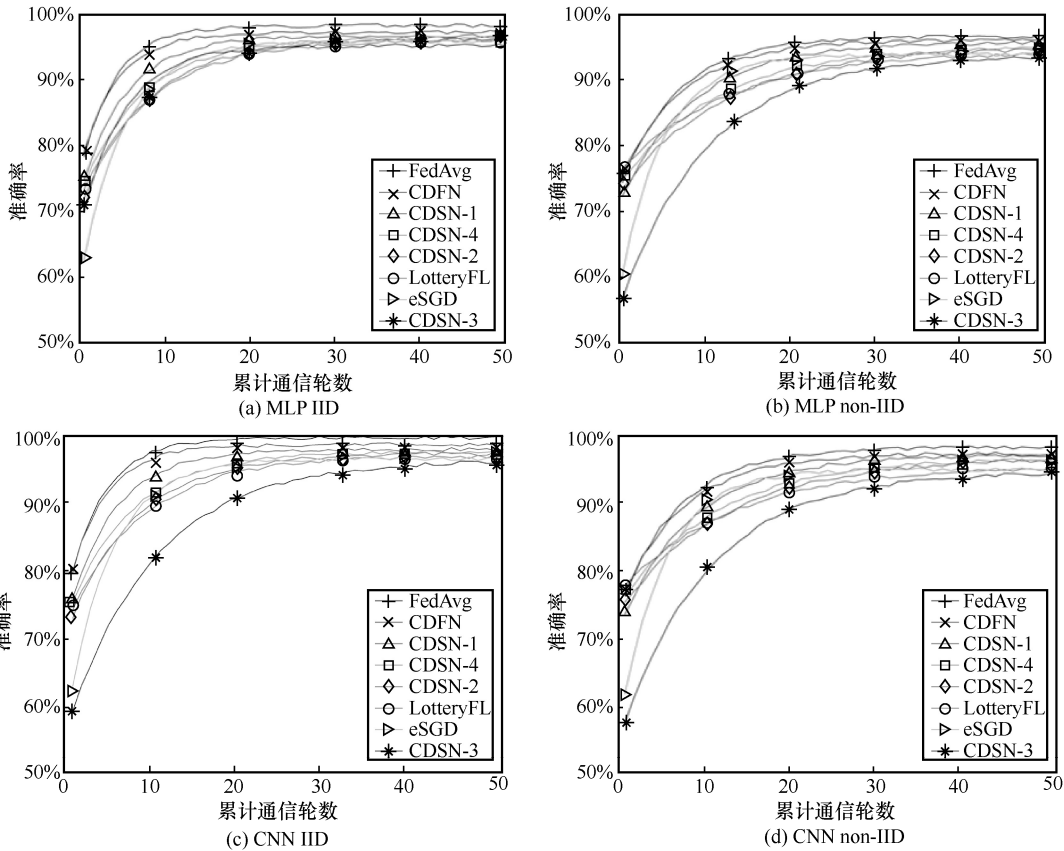 100%
90%
80%
70%
60%
50%
准确率
FedAvg
CDFN
CDSN-1
CDSN-4
CDSN-2
LotteryFL
eSGD
CDSN-3
0 10 20 30 40 50
累计通信轮数
(a) MLP IID
100%
90%
80%
70%
60%
50%
准确率
FedAvg
CDFN
CDSN-1
CDSN-4
CDSN-2
LotteryFL
eSGD
CDSN-3
0 10 20 30 40 50
累计通信轮数
(b) MLP non-IID
100%
90%
80%
70%
60%
50%
准确率
FedAvg
CDFN
CDSN-1
CDSN-4
CDSN-2
LotteryFL
eSGD
CDSN-3
0 10 20 30 40 50
累计通信轮数
(c) CNN IID
100%
90%
80%
70%
60%
50%
准确率
FedAvg
CDFN
CDSN-1
CDSN-4
CDSN-2
LotteryFL
eSGD
CDSN-3
0 10 20 30 40 50
累计通信轮数
(d) CNN non-IID